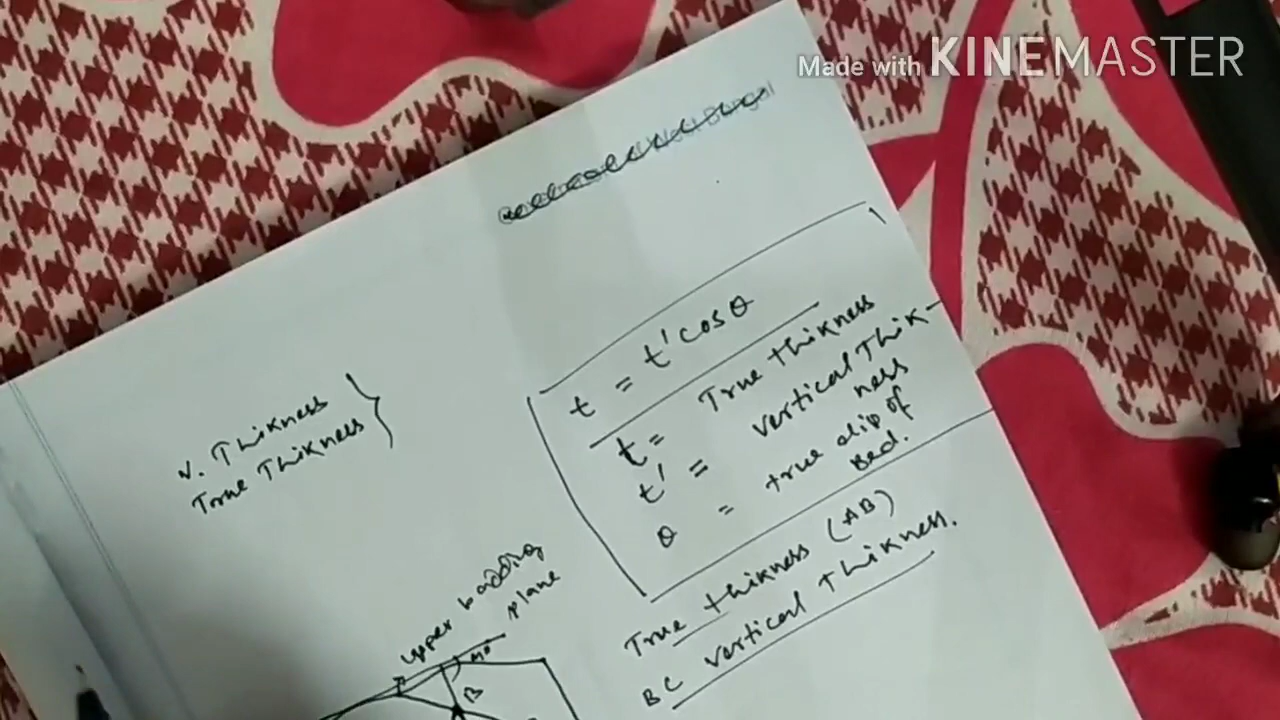 Made with KINEMASTER
t = t' cos θ
t = True thikness
t' = vertical Thik-
ness
θ = true dip of
Bed.
V. Thikness
True Thikness
upper badding
plane
True thikness (AB)
BC vertical thikness.
B